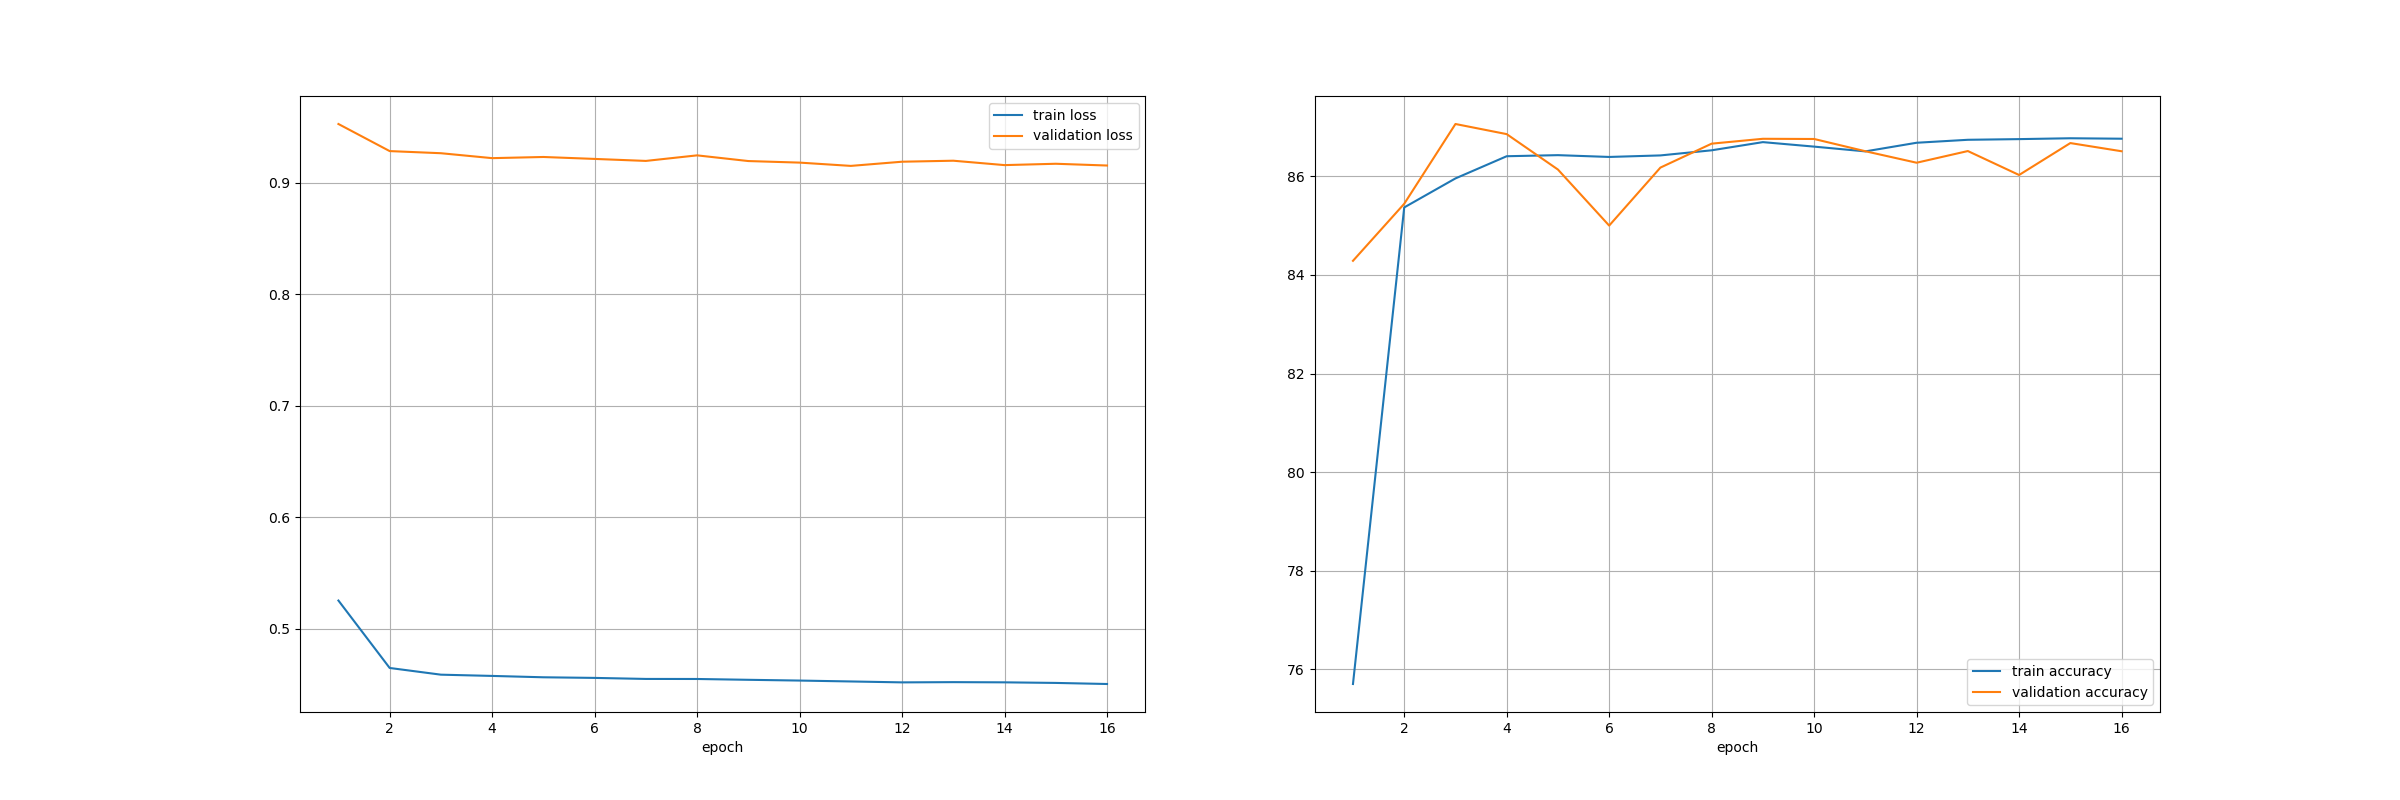 train loss
validation loss
0.9
0.8
0.7
0.6
0.5
2 4 6 8 10 12 14 16
epoch
86
84
82
80
78
76
train accuracy
validation accuracy
2 4 6 8 10 12 14 16
epoch